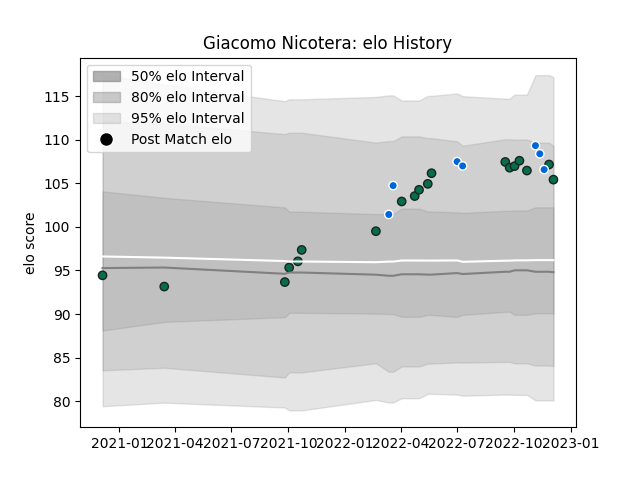 Giacomo Nicotera: elo History
50% elo Interval
80% elo Interval
95% elo Interval
Post Match elo
elo score
115
110
105
100
95
90
85
80
2021-01 2021-04 2021-07 2021-10 2022-01 2022-04 2022-07 2022-10 2023-01